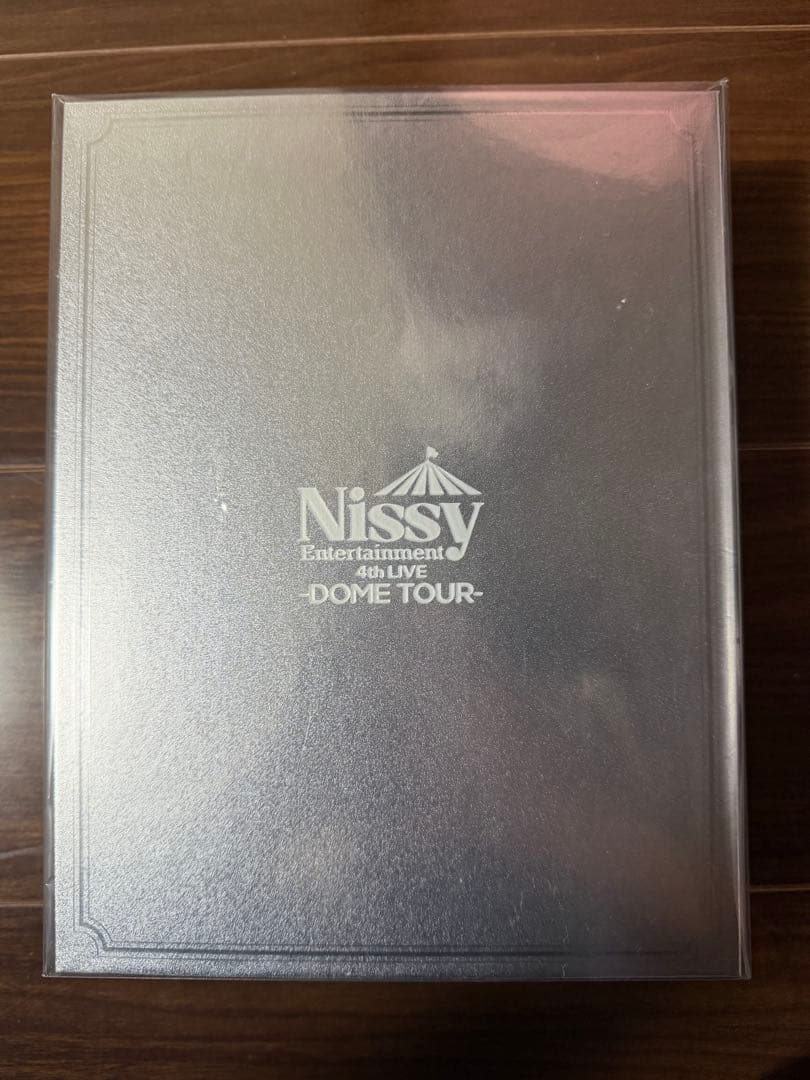 Nissy
Entertainment
4th LIVE
-DOME TOUR-